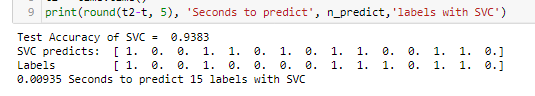 9 print(round(t2-t, 5), 'Seconds to predict', n_predict,'labels with SVC')
Test Accuracy of SVC =  0.9383
SVC predicts:  [ 1.  0.  0.  1.  1.  0.  1.  0.  1.  1.  0.  0.  1.  1.  0.]
Labels         [ 1.  0.  0.  1.  0.  0.  0.  0.  1.  1.  1.  0.  1.  1.  0.]
0.00935 Seconds to predict 15 labels with SVC